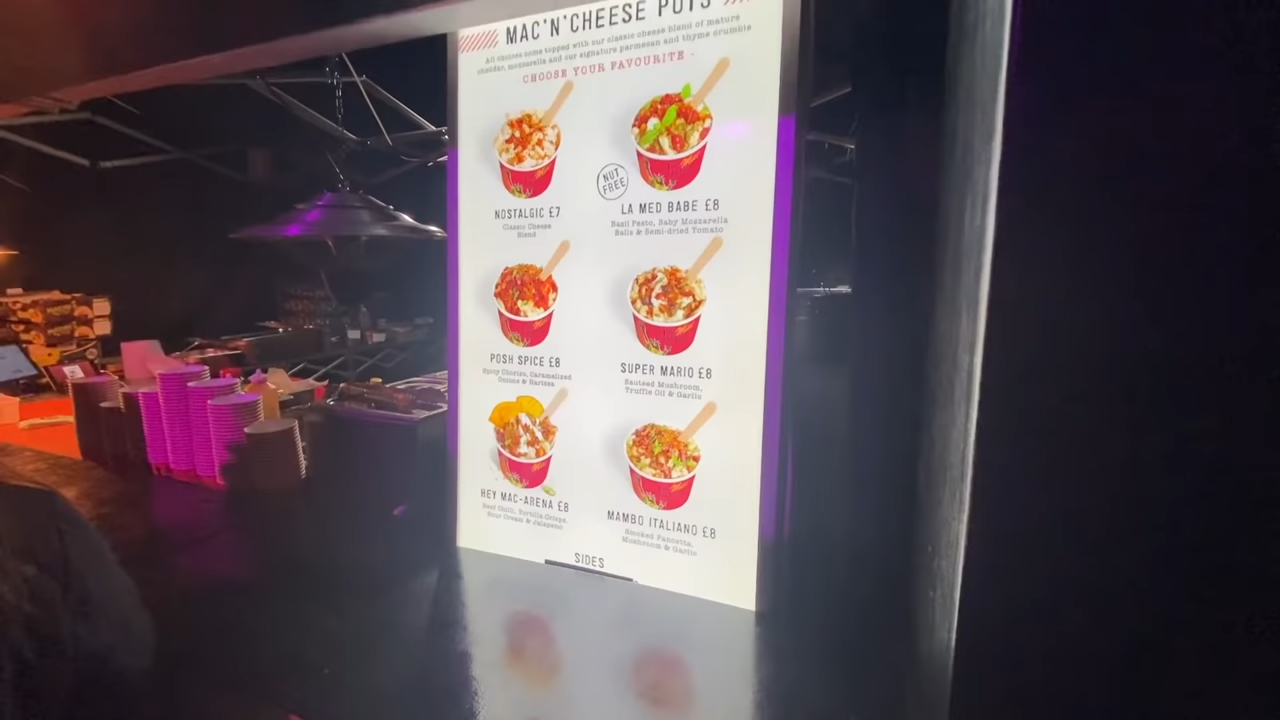 MAC'N'CHEESE POTS
All choices come topped with our classic cheese blend of mature
cheddar, mozzarella and our signature parmesan and thyme crumble
- CHOOSE YOUR FAVOURITE -
NUT
FREE
NOSTALGIC £7
Classic Cheese
Blend
LA MED BABE £8
Basil Pesto, Baby Mozzarella
Balls & Semi-dried Tomato
POSH SPICE £8
Spicy Chorizo, Caramalized
Onions & Harissa
SUPER MARIO £8
Sauteed Mushroom,
Truffle Oil & Garlic
HEY MAC-ARENA £8
Beef Chilli, Tortilla Crisps,
Sour Cream & Jalapeno
MAMBO ITALIANO £8
Smoked Pancetta,
Mushroom & Garlic
SIDES